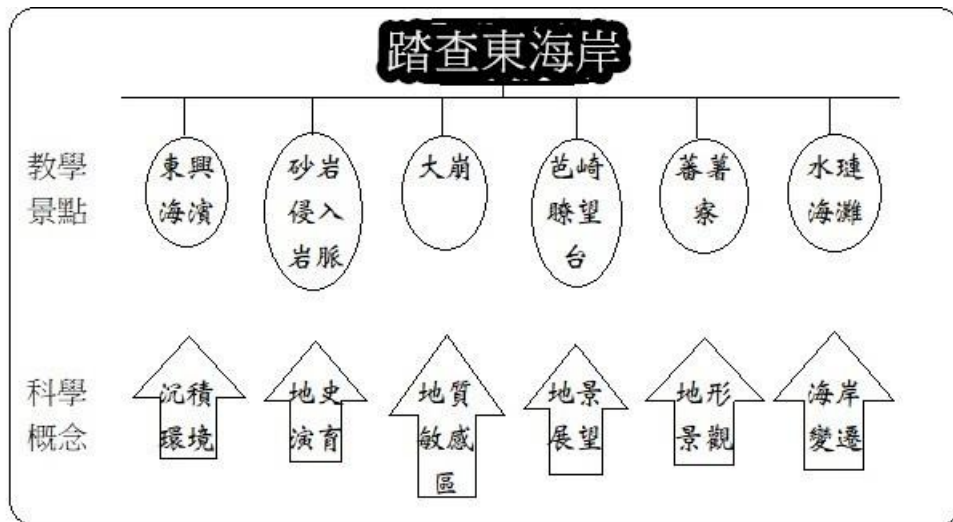 踏查東海岸
教學
景點
東興
海濱
砂岩
侵入
岩脈
大崩
芭崎
瞭望
台
蕃薯
寮
水璉
海灘
科學
概念
沉積
環境
地史
演育
地質
敏感
區
地景
展望
地形
景觀
海岸
變遷